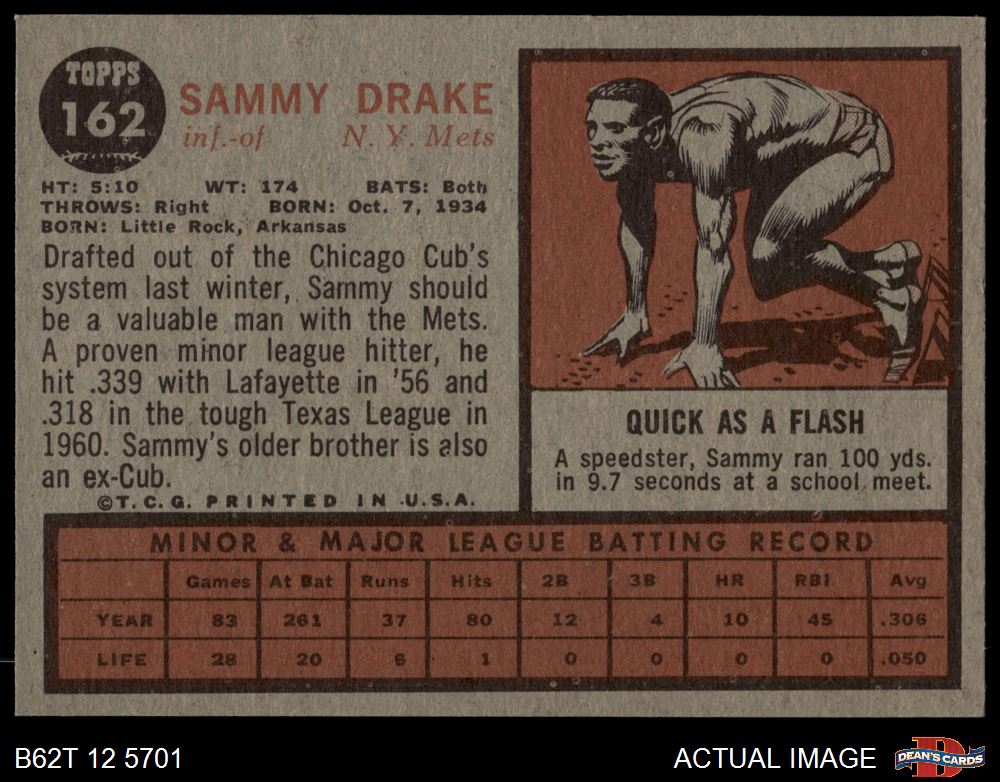 TOPPS
162
SAMMY DRAKE
inf.-of N. Y. Mets
HT: 5:10 WT: 174 BATS: Both
THROWS: Right BORN: Oct. 7, 1934
BORN: Little Rock, Arkansas
Drafted out of the Chicago Cub's
system last winter, Sammy should
be a valuable man with the Mets.
A proven minor league hitter, he
hit .339 with Lafayette in '56 and
.318 in the tough Texas League in
1960. Sammy's older brother is also
an ex-Cub.
©T.C.G. PRINTED IN U.S.A.
QUICK AS A FLASH
A speedster, Sammy ran 100 yds.
in 9.7 seconds at a school meet.
MINOR & MAJOR LEAGUE BATTING RECORD
Games At Bat Runs Hits 2B 3B HR RBI Avg
YEAR 83 261 37 80 12 4 10 45 .306
LIFE 28 20 6 1 0 0 0 0 .050
B62T 12 5701 ACTUAL IMAGE DEAN'S CARDS